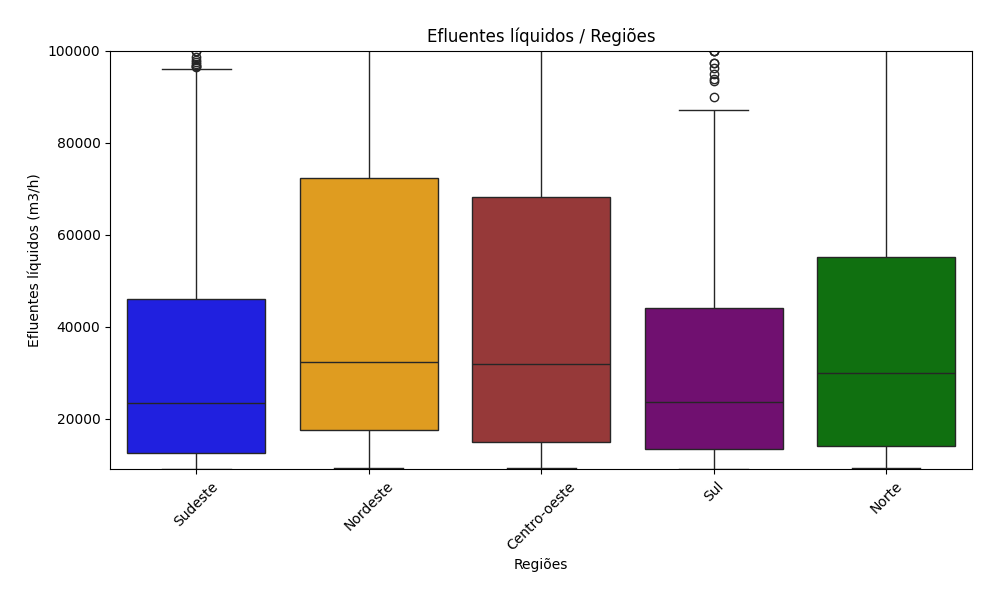 Efluentes líquidos / Regiões
Efluentes líquidos (m3/h)
100000
80000
60000
40000
20000
Sudeste
Nordeste
Centro-oeste
Sul
Norte
Regiões